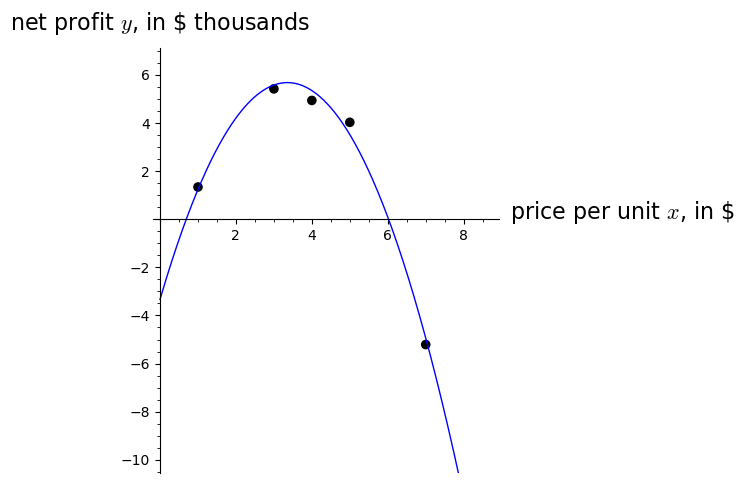 net profit y, in $ thousands
6
4
2
price per unit x, in $
2 4 6 8
−2
−4
−6
−8
−10